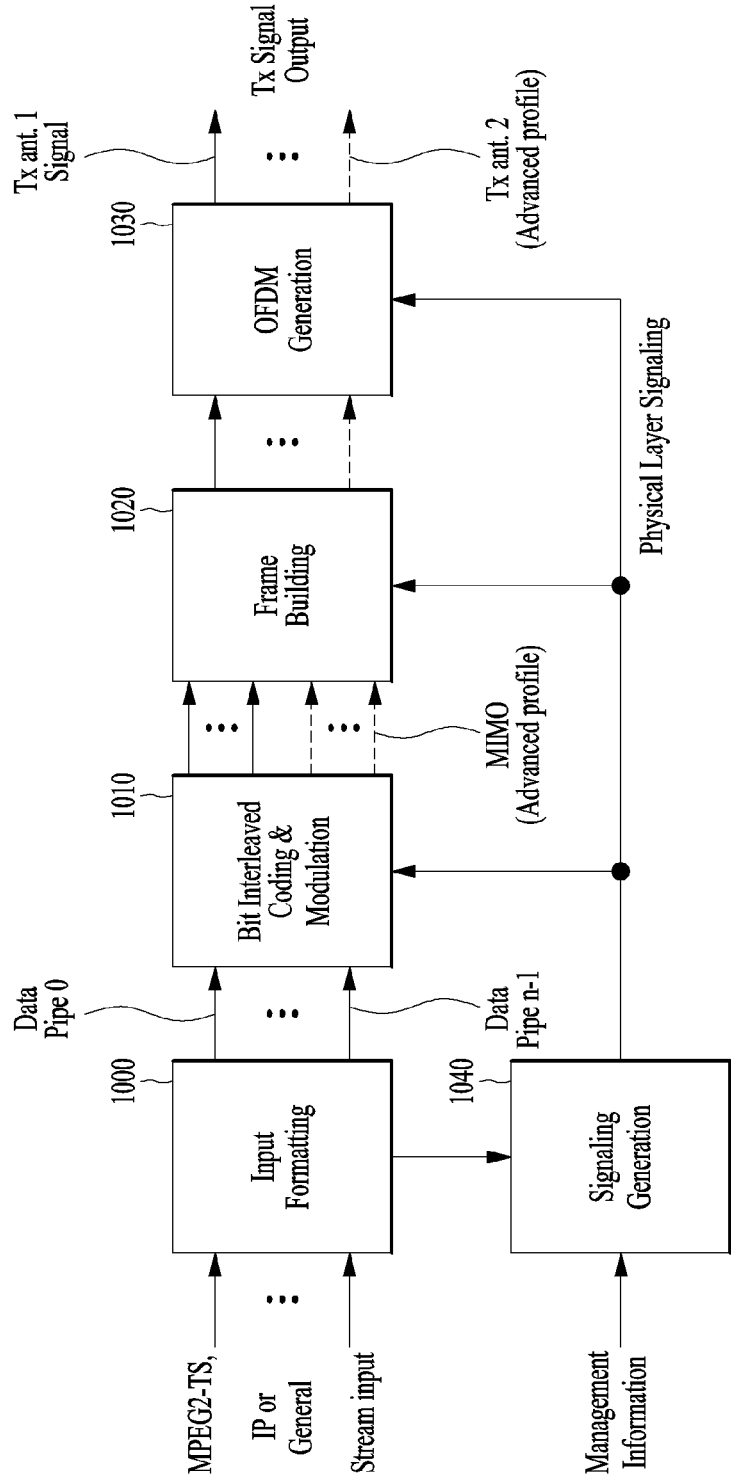 MPEG2-TS,
IP or
General
Stream input
1000
Input
Formatting
Data
Pipe 0
Data
Pipe n-1
1010
Bit Interleaved
Coding &
Modulation
MIMO
(Advanced profile)
1020
Frame
Building
1030
OFDM
Generation
Tx ant. 1
Signal
Tx Signal
Output
Tx ant. 2
(Advanced profile)
Management
Information
1040
Signaling
Generation
Physical Layer Signaling